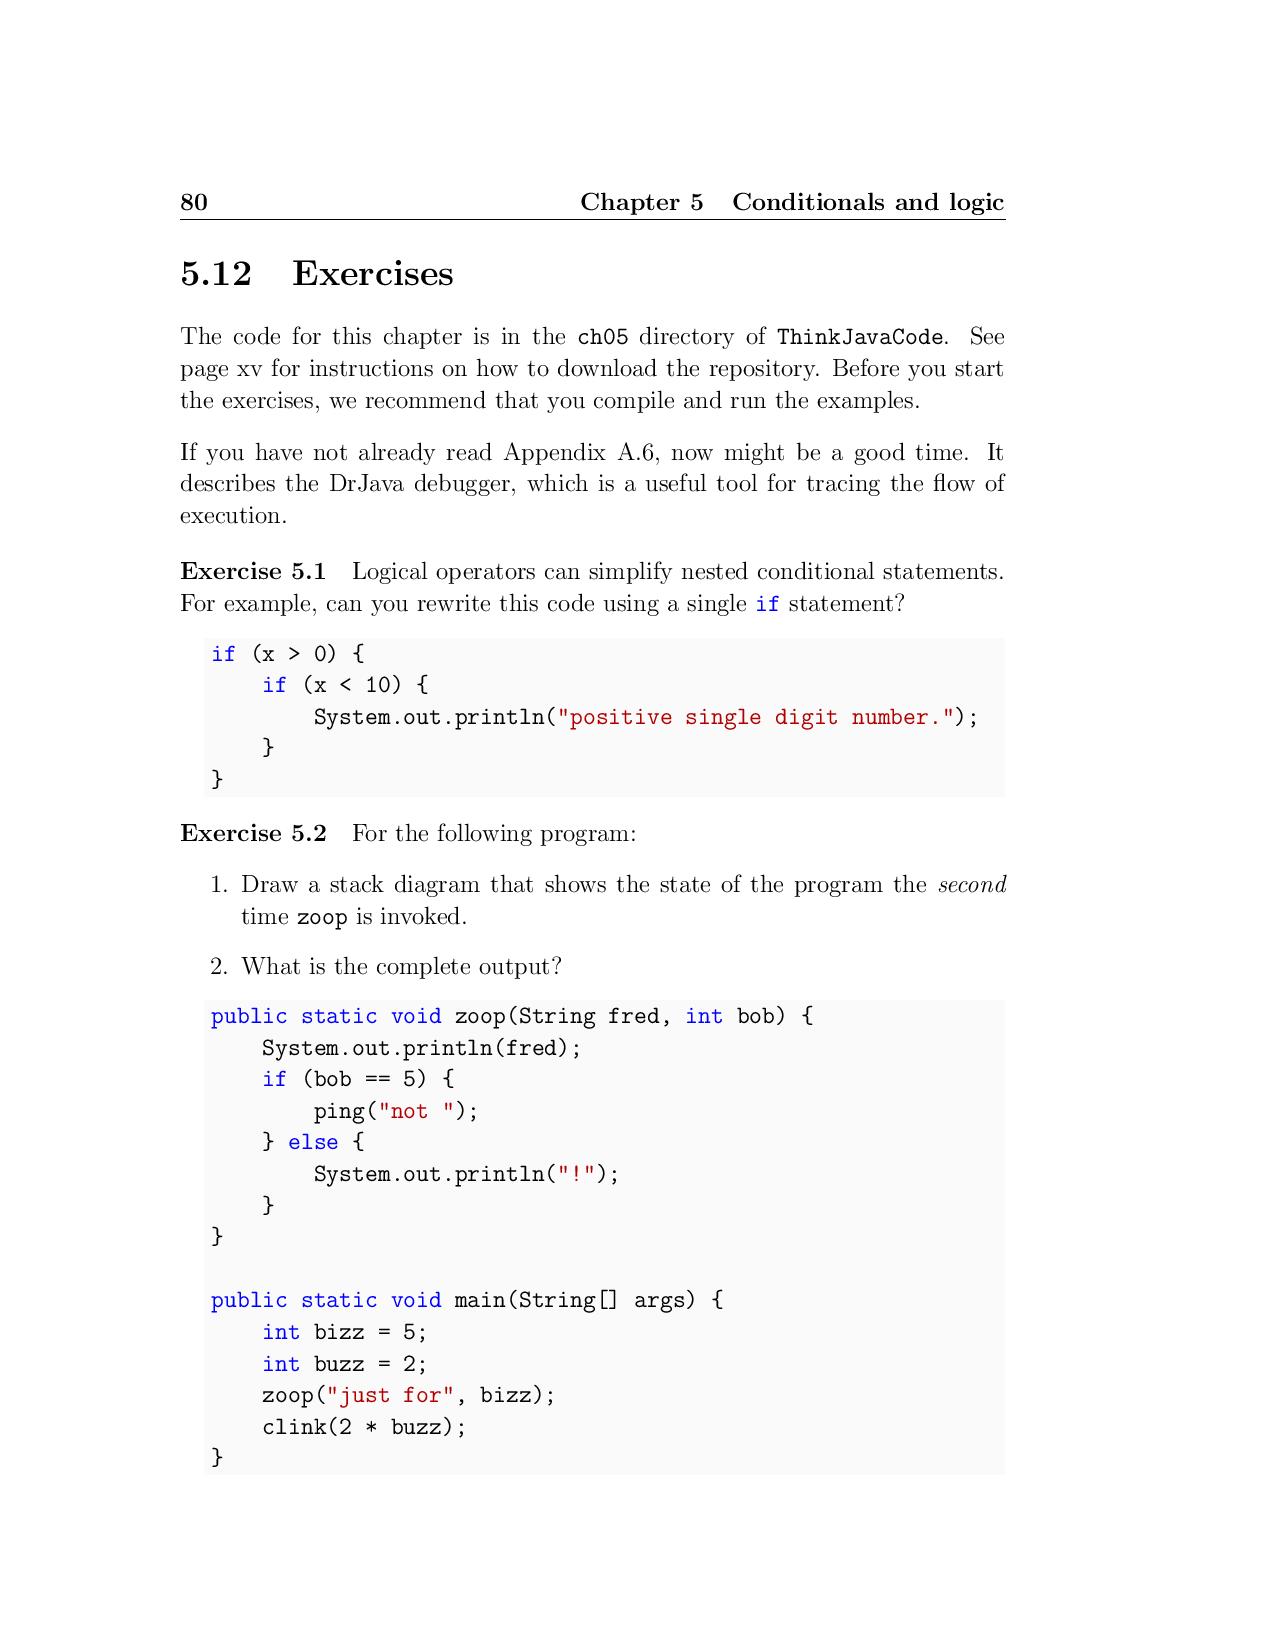 80 Chapter 5 Conditionals and logic
5.12 Exercises
The code for this chapter is in the ch05 directory of ThinkJavaCode. See
page xv for instructions on how to download the repository. Before you start
the exercises, we recommend that you compile and run the examples.
If you have not already read Appendix A.6, now might be a good time. It
describes the DrJava debugger, which is a useful tool for tracing the flow of
execution.
Exercise 5.1 Logical operators can simplify nested conditional statements.
For example, can you rewrite this code using a single if statement?
if (x > 0) {
    if (x < 10) {
        System.out.println("positive single digit number.");
    }
}
Exercise 5.2 For the following program:
1. Draw a stack diagram that shows the state of the program the second
time zoop is invoked.
2. What is the complete output?
public static void zoop(String fred, int bob) {
    System.out.println(fred);
    if (bob == 5) {
        ping("not ");
    } else {
        System.out.println("!");
    }
}
public static void main(String[] args) {
    int bizz = 5;
    int buzz = 2;
    zoop("just for", bizz);
    clink(2 * buzz);
}